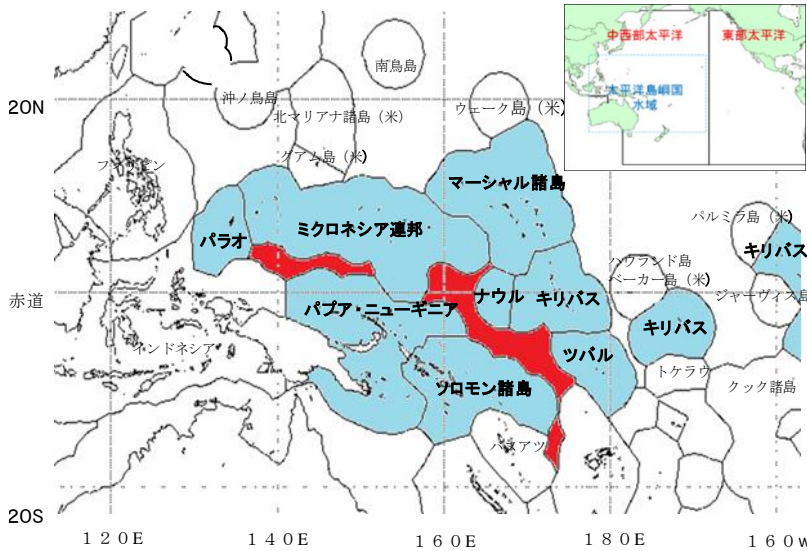 中西部太平洋
東部太平洋
太平洋島嶼国
水域
南鳥島
20N
沖ノ鳥島
北マリアナ諸島（米）
ウェーク島（米）
グアム島（米）
フィリピン
マーシャル諸島
パルミラ島（米）
パラオ
ミクロネシア連邦
キリバス
ハウランド島
ベーカー島（米）
ジャーヴィス島
赤道
パプア ニューギニア
ナウル
キリバス
キリバス
インドネシア
ツバル
トケラウ
ソロモン諸島
クック諸島
バヌアツ
20S
１２０E
１４０E
１６０E
１８０E
１６０W